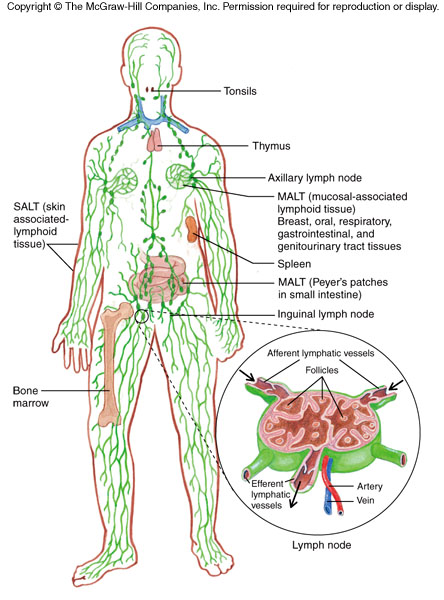 Copyright © The McGraw-Hill Companies, Inc. Permission required for reproduction or display.
Tonsils
Thymus
Axillary lymph node
MALT (mucosal-associated
lymphoid tissue)
Breast, oral, respiratory,
gastrointestinal, and
genitourinary tract tissues
SALT (skin
associated-
lymphoid
tissue)
Spleen
MALT (Peyer's patches
in small intestine)
Inguinal lymph node
Bone
marrow
Afferent lymphatic vessels
Follicles
Efferent
lymphatic
vessels
Artery
Vein
Lymph node